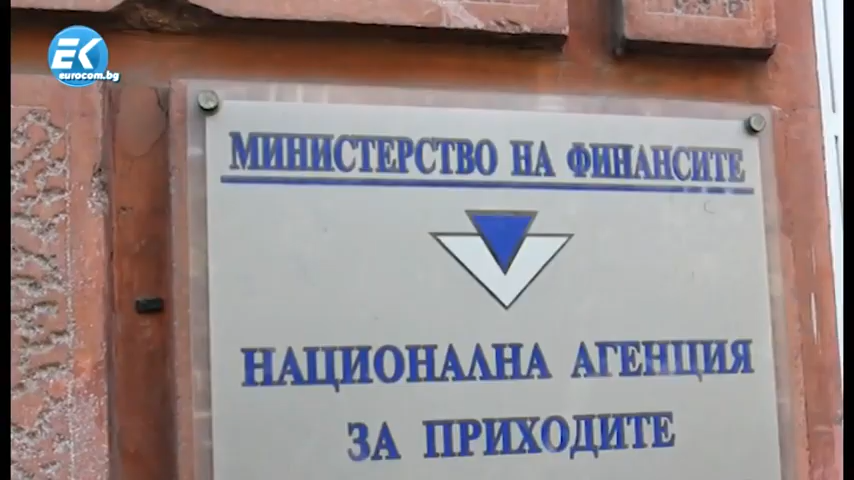 EK
eurocom.bg
МИНИСТЕРСТВО НА ФИНАНСИТЕ
НАЦИОНАЛНА АГЕНЦИЯ
ЗА ПРИХОДИТЕ